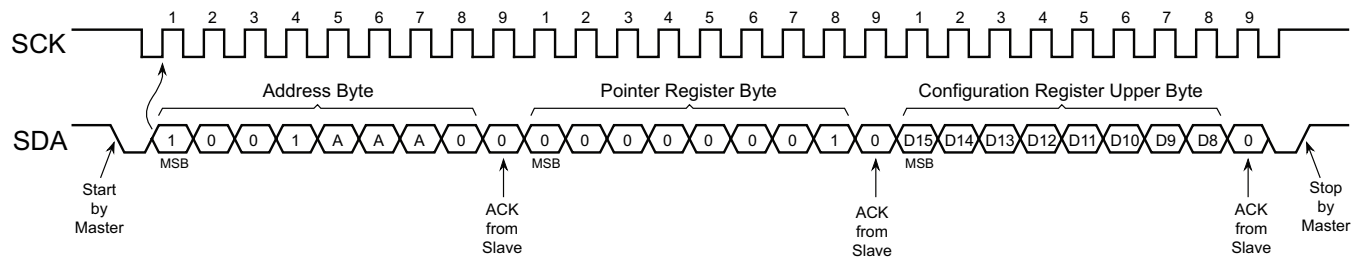 1 2 3 4 5 6 7 8 9 1 2 3 4 5 6 7 8 9 1 2 3 4 5 6 7 8 9
SCK
Address Byte Pointer Register Byte Configuration Register Upper Byte
SDA 1 0 0 1 A A A 0 0 0 0 0 0 0 0 0 1 0 D15 D14 D13 D12 D11 D10 D9 D8 0
MSB MSB MSB
Start
by
Master
ACK
from
Slave
ACK
from
Slave
ACK
from
Slave
Stop
by
Master